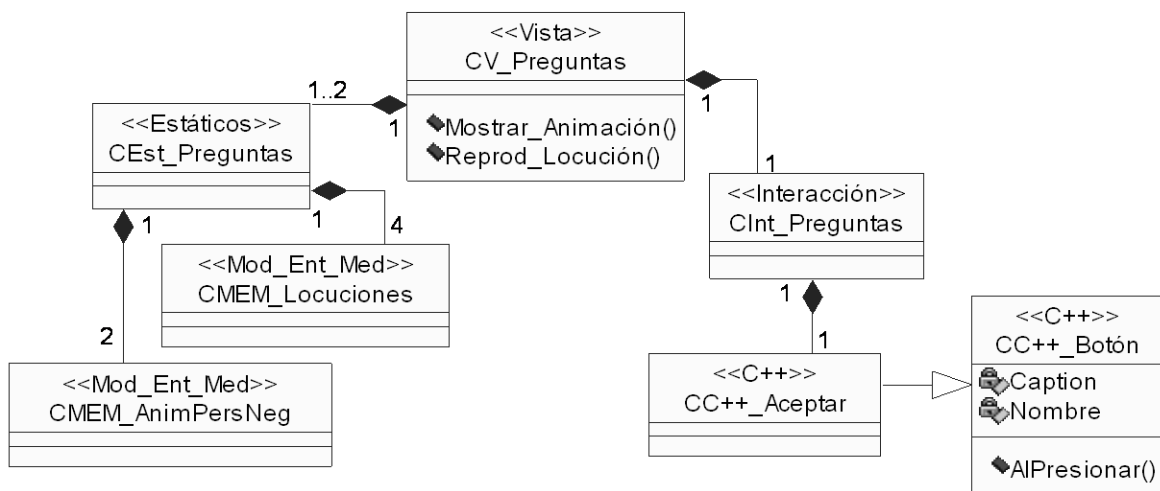 <<Vista>>
CV_Preguntas
Mostrar_Animación()
Reprod_Locución()
1..2
1
1
1
<<Estáticos>>
CEst_Preguntas
1
1
4
2
<<Mod_Ent_Med>>
CMEM_Locuciones
<<Mod_Ent_Med>>
CMEM_AnimPersNeg
<<Interacción>>
CInt_Preguntas
1
1
<<C++>>
CC++_Aceptar
<<C++>>
CC++_Botón
Caption
Nombre
AlPresionar()